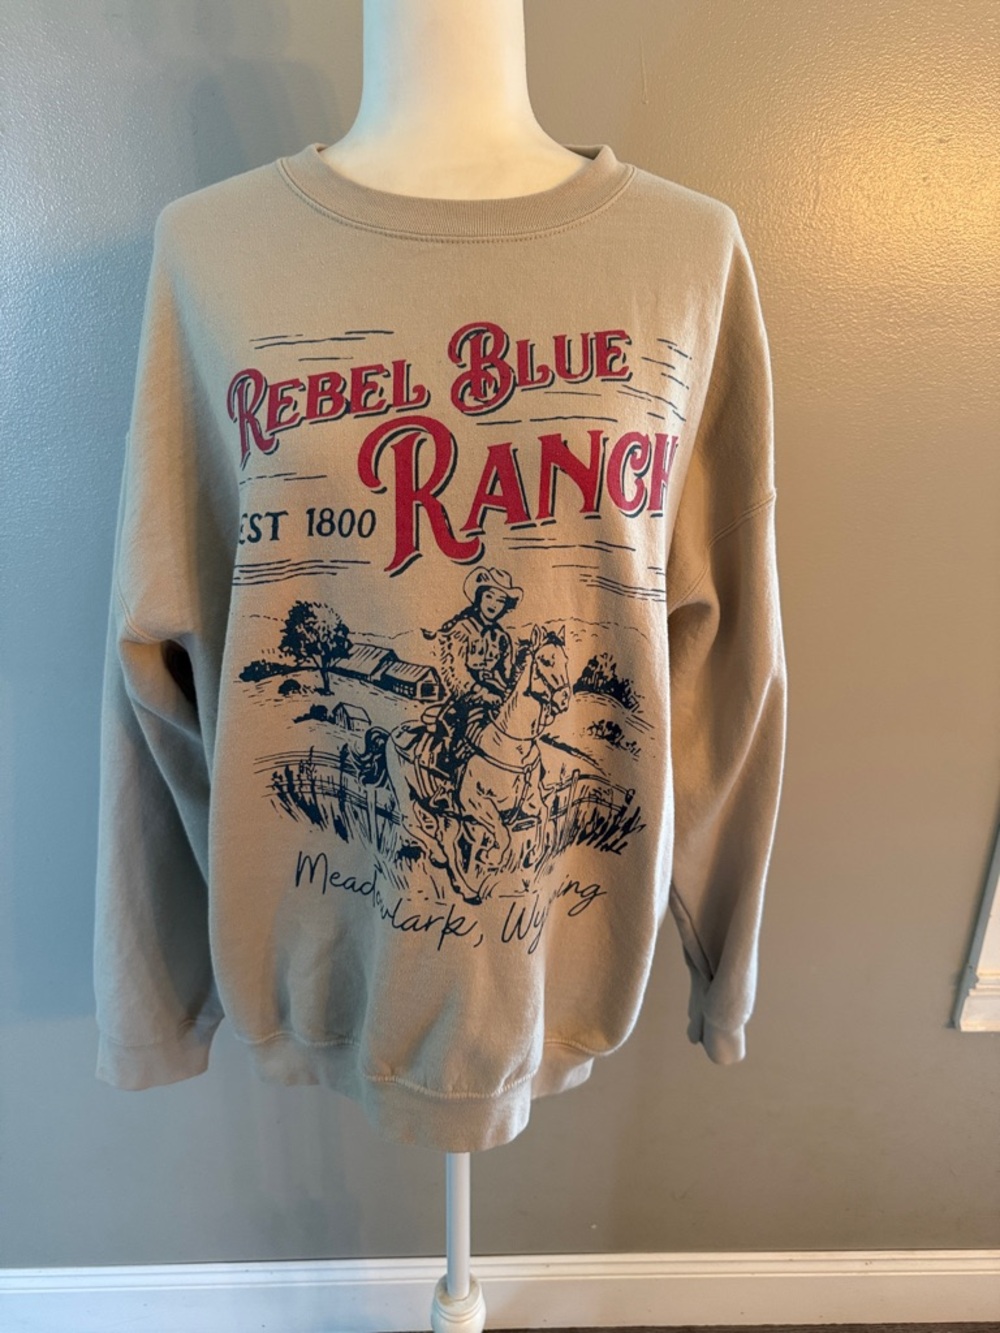 REBEL BLUE
RANCH
EST 1800
Meadowlark, Wyoming